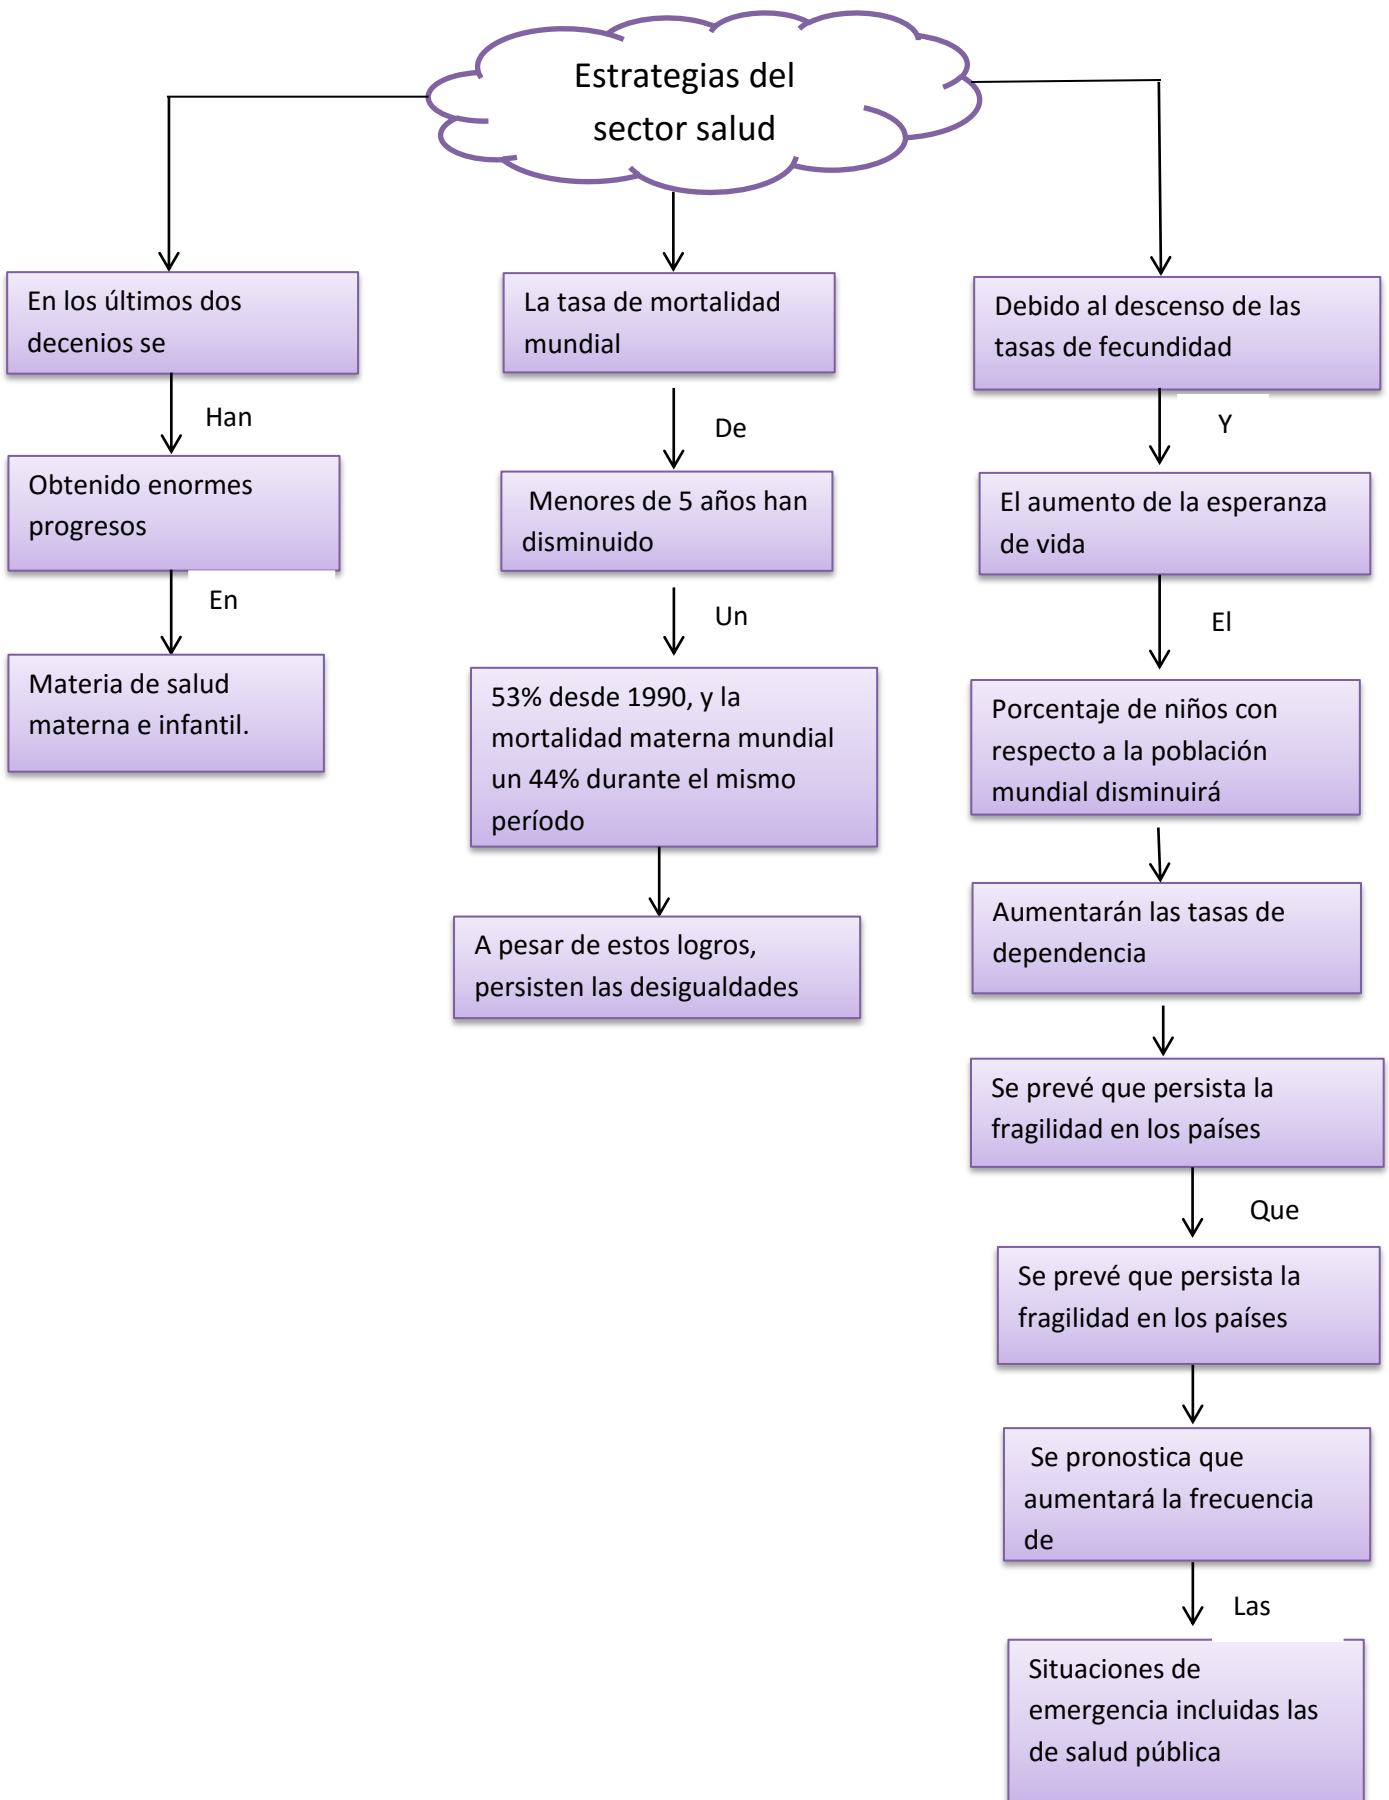 Estrategias del
sector salud
En los últimos dos
decenios se
Han
Obtenido enormes
progresos
En
Materia de salud
materna e infantil.
La tasa de mortalidad
mundial
De
Menores de 5 años han
disminuido
Un
53% desde 1990, y la
mortalidad materna mundial
un 44% durante el mismo
período
A pesar de estos logros,
persisten las desigualdades
Debido al descenso de las
tasas de fecundidad
Y
El aumento de la esperanza
de vida
El
Porcentaje de niños con
respecto a la población
mundial disminuirá
Aumentarán las tasas de
dependencia
Se prevé que persista la
fragilidad en los países
Que
Se prevé que persista la
fragilidad en los países
Se pronostica que
aumentará la frecuencia
de
Las
Situaciones de
emergencia incluidas las
de salud pública